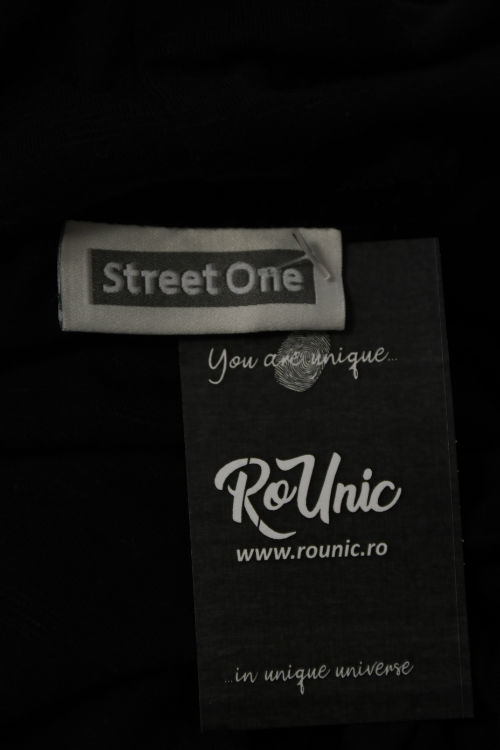 Street One
You are unique...
RoUnic
www.rounic.ro
...in unique universe